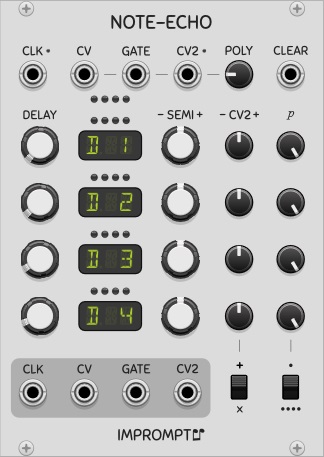 NOTE-ECHO
CLK • CV GATE CV2 • POLY CLEAR
DELAY - SEMI + - CV2 + p
D 1
D 2
D 3
D 4
CLK CV GATE CV2
+ •
x ••••
IMPROMPT